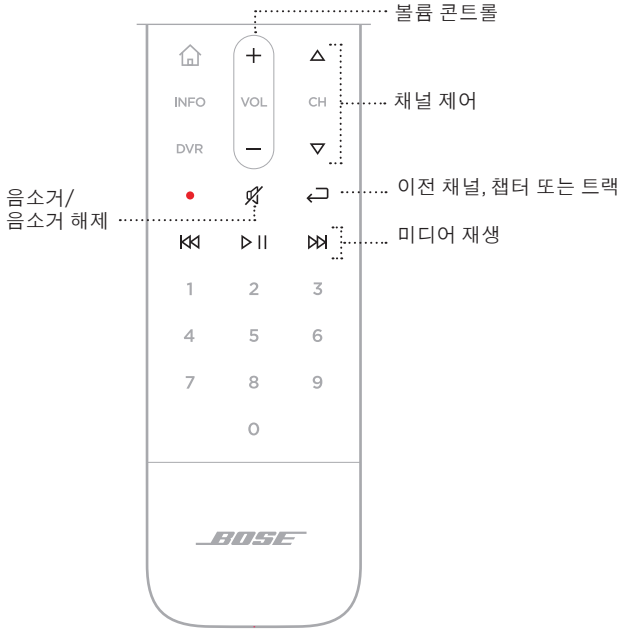 볼륨 콘트롤
INFO VOL CH
채널 제어
DVR
이전 채널, 챕터 또는 트랙
음소거/
음소거 해제
미디어 재생
1 2 3
4 5 6
7 8 9
0
BOSE